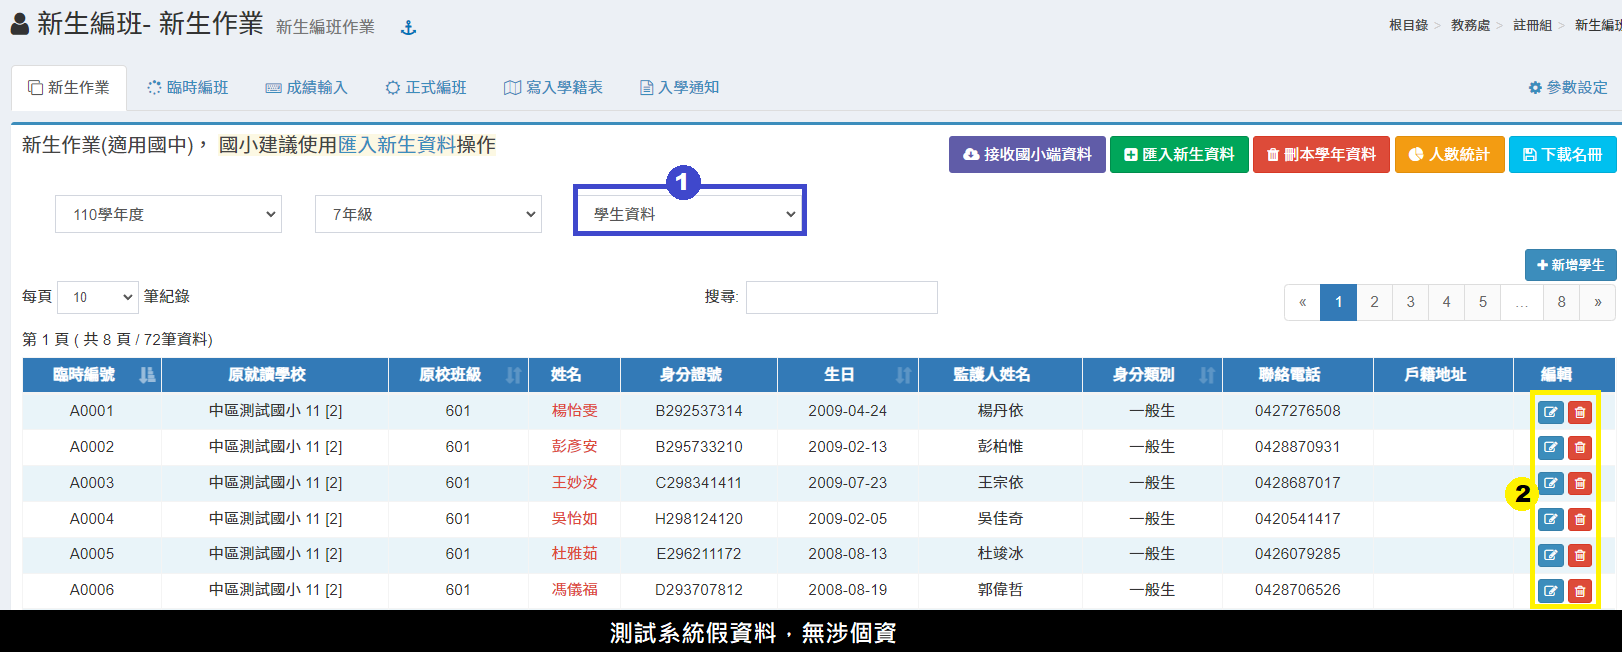 新生編班- 新生作業 新生編班作業
根目錄 > 教務處 > 註冊組 > 新生編班
新生作業 臨時編班 成績輸入 正式編班 寫入學籍表 入學通知 參數設定
新生作業(適用國中)， 國小建議使用匯入新生資料操作
接收國小端資料 匯入新生資料 刪本學年資料 人數統計 下載名冊
1
110學年度 7年級 學生資料
新增學生
每頁 10 筆紀錄 搜尋:
« 1 2 3 4 5 ... 8 »
第 1 頁 ( 共 8 頁 / 72筆資料)
臨時編號 原就讀學校 原校班級 姓名 身分證號 生日 監護人姓名 身分類別 聯絡電話 戶籍地址 編輯
A0001 中區測試國小 11 [2] 601 楊怡雯 B292537314 2009-04-24 楊丹依 一般生 0427276508
A0002 中區測試國小 11 [2] 601 彭彥安 B295733210 2009-02-13 彭柏惟 一般生 0428870931
A0003 中區測試國小 11 [2] 601 王妙汝 C298341411 2009-07-23 王宗依 一般生 0428687017
2
A0004 中區測試國小 11 [2] 601 吳怡如 H298124120 2009-02-05 吳佳奇 一般生 0420541417
A0005 中區測試國小 11 [2] 601 杜雅茹 E296211172 2008-08-13 杜竣冰 一般生 0426079285
A0006 中區測試國小 11 [2] 601 馮儀福 D293707812 2008-08-19 郭偉哲 一般生 0428706526
測試系統假資料，無涉個資